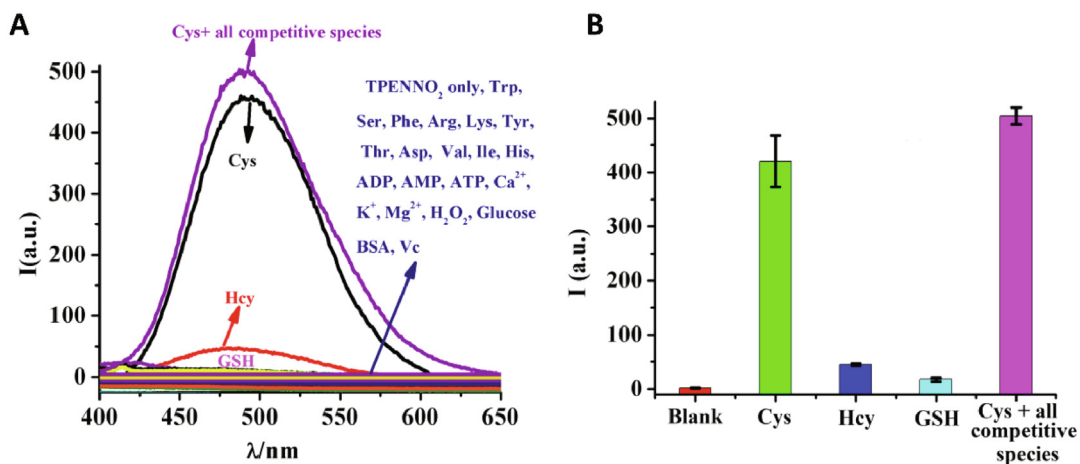 A
Cys+ all competitive species
500
400
300
200
100
0
I(a.u.)
TPENNO₂ only, Trp,
Ser, Phe, Arg, Lys, Tyr,
Thr, Asp, Val, Ile, His,
ADP, AMP, ATP, Ca²⁺,
K⁺, Mg²⁺, H₂O₂, Glucose
BSA, Vc
Cys
Hcy
GSH
400 450 500 550 600 650
λ/nm
B
500
400
300
200
100
0
I (a.u.)
Blank Cys Hcy GSH Cys + all
competitive
species